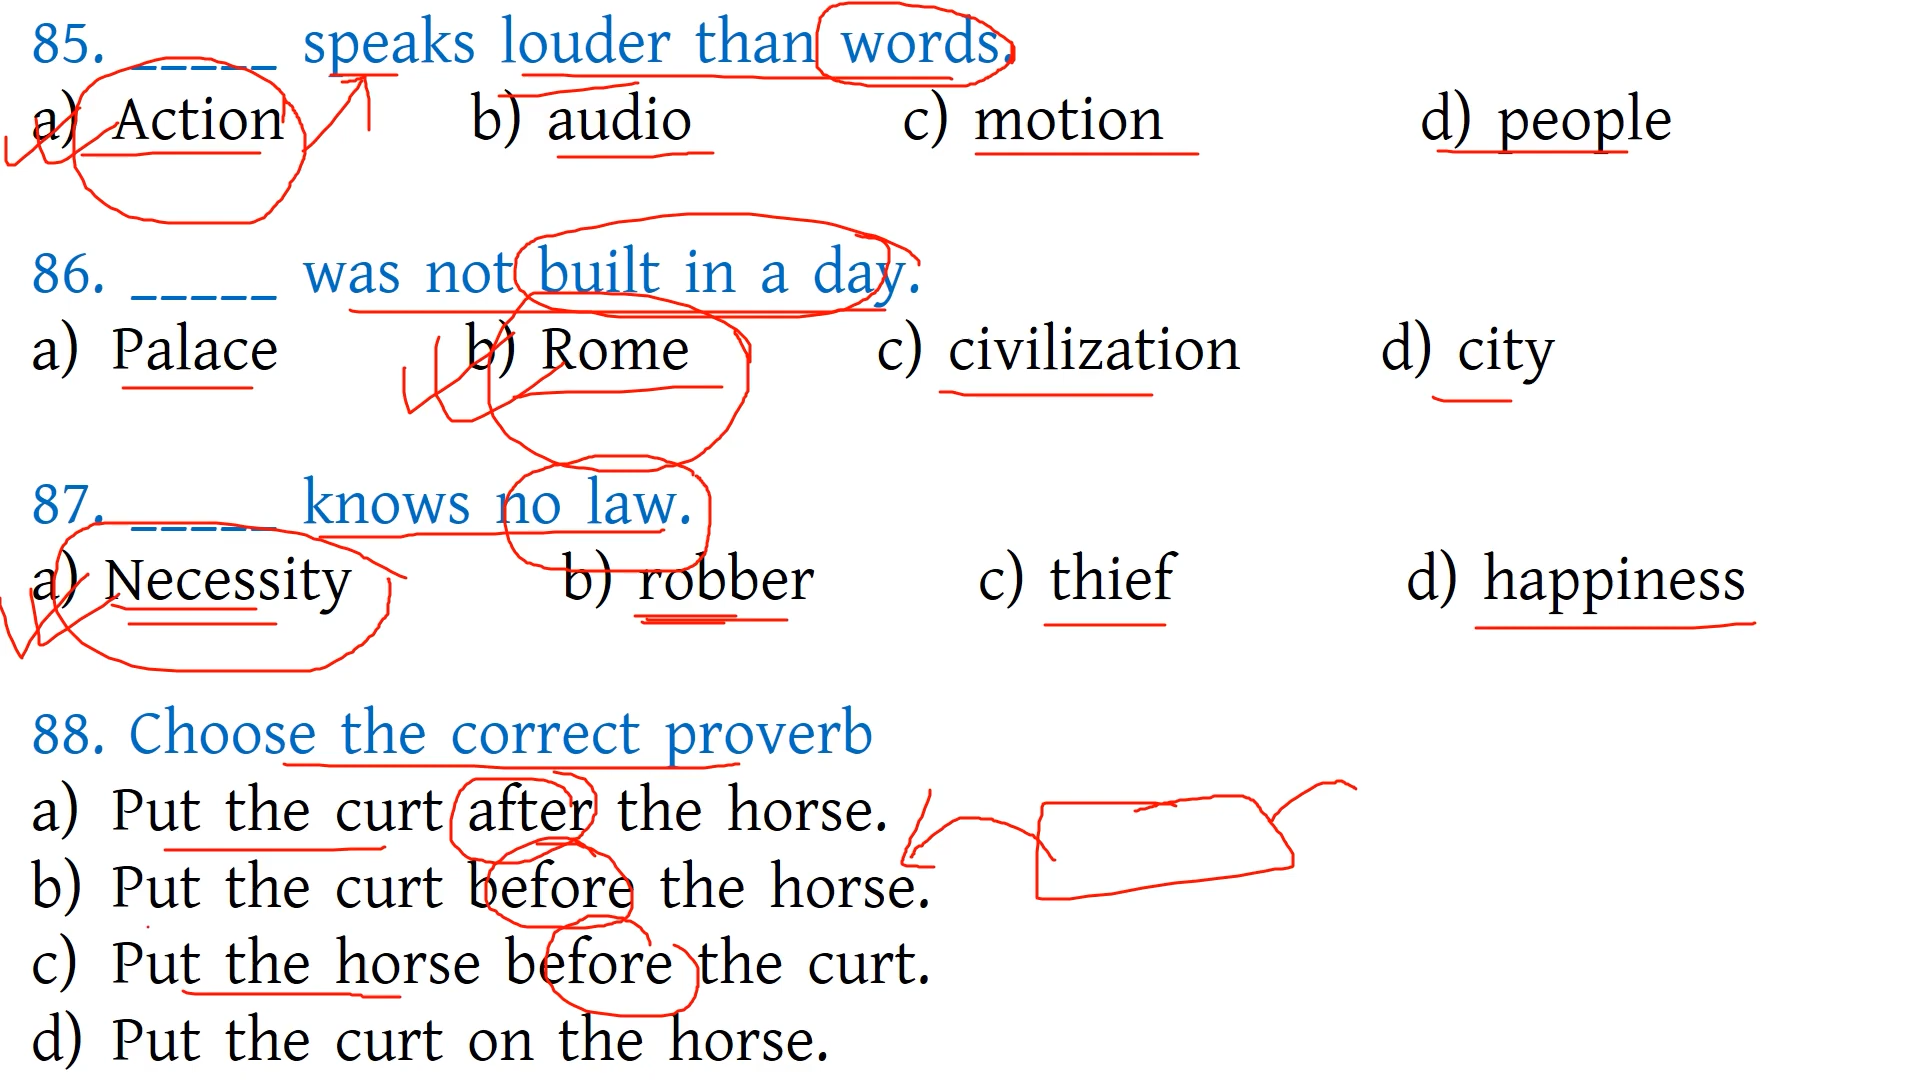 85. _____ speaks louder than words.
a) Action b) audio c) motion d) people
86. _____ was not built in a day.
a) Palace b) Rome c) civilization d) city
87. _____ knows no law.
a) Necessity b) robber c) thief d) happiness
88. Choose the correct proverb
a) Put the curt after the horse.
b) Put the curt before the horse.
c) Put the horse before the curt.
d) Put the curt on the horse.